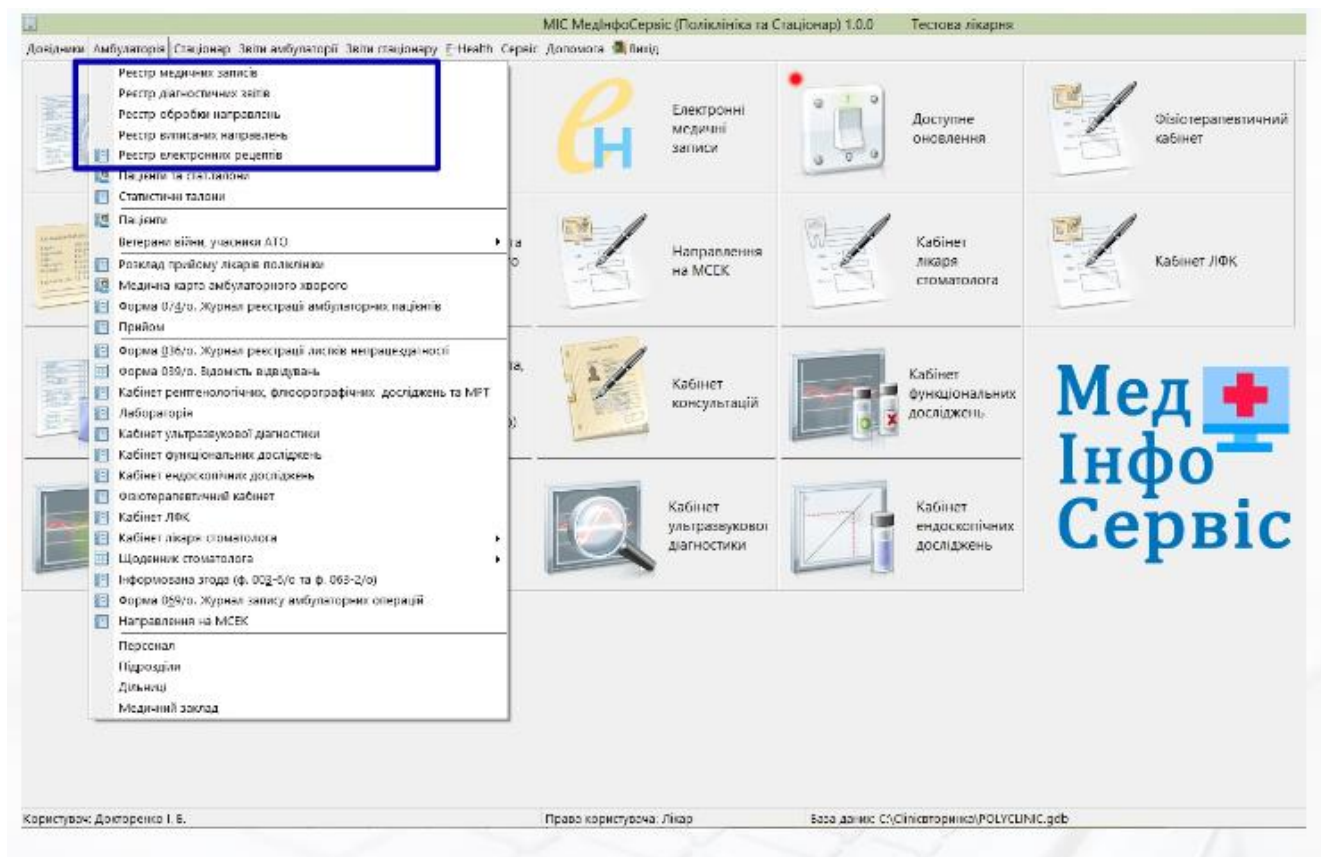 МІС МедІнфоСервіс (Поліклініка та Стаціонар) 1.0.0 Тестова лікарня
Довідники Амбулаторія Стаціонар Звіти амбулаторії Звіти стаціонару E-Health Сервіс Допомога Вихід
Реєстр медичних записів
Реєстр діагностичних звітів
Реєстр обробки направлень
Реєстр виписаних направлень
Реєстр електронних рецептів
Пацієнти та стат.талони
Статистичні талони
Пацієнти
Ветерани війни, учасники АТО
Розклад прийому лікарів поліклініки
Медична карта амбулаторного хворого
Форма 074/о. Журнал реєстрації амбулаторних пацієнтів
Прийом
Форма 036/о. Журнал реєстрації листків непрацездатності
Форма 039/о. Відомість відвідувань
Кабінет рентгенологічних, флюорографічних досліджень та МРТ
Лабораторія
Кабінет ультразвукової діагностики
Кабінет функціональних досліджень
Кабінет ендоскопічних досліджень
Фізіотерапевтичний кабінет
Кабінет ЛФК
Кабінет лікаря стоматолога
Щоденник стоматолога
Інформована згода (ф. 003-6/о та ф. 063-2/о)
Форма 069/о. Журнал запису амбулаторних операцій
Направлення на МСЕК
Персонал
Підрозділи
Дільниці
Медичний заклад
Електронні
медичні
записи
Доступне
оновлення
Фізіотерапевтичний
кабінет
Направлення
на МСЕК
Кабінет
лікаря
стоматолога
Кабінет ЛФК
Кабінет
консультацій
Кабінет
функціональних
досліджень
Кабінет
ультразвукової
діагностики
Кабінет
ендоскопічних
досліджень
Мед
Інфо
Сервіс
Користувач: Докторенко І. В. Права користувача: Лікар База даних: C:\Clinicвторинка\POLYCLINIC.gdb